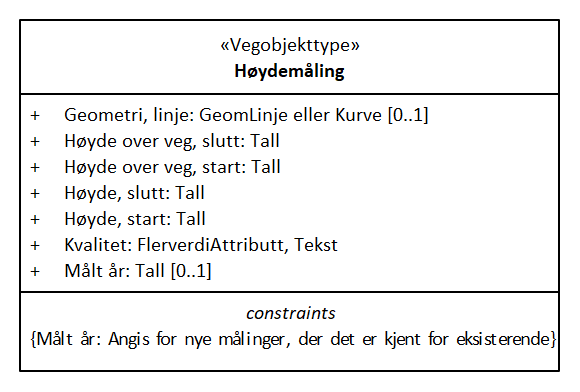 «Vegobjekttype»
Høydemåling
+ Geometri, linje: GeomLinje eller Kurve [0..1]
+ Høyde over veg, slutt: Tall
+ Høyde over veg, start: Tall
+ Høyde, slutt: Tall
+ Høyde, start: Tall
+ Kvalitet: FlerverdiAttributt, Tekst
+ Målt år: Tall [0..1]
constraints
{Målt år: Angis for nye målinger, der det er kjent for eksisterende}